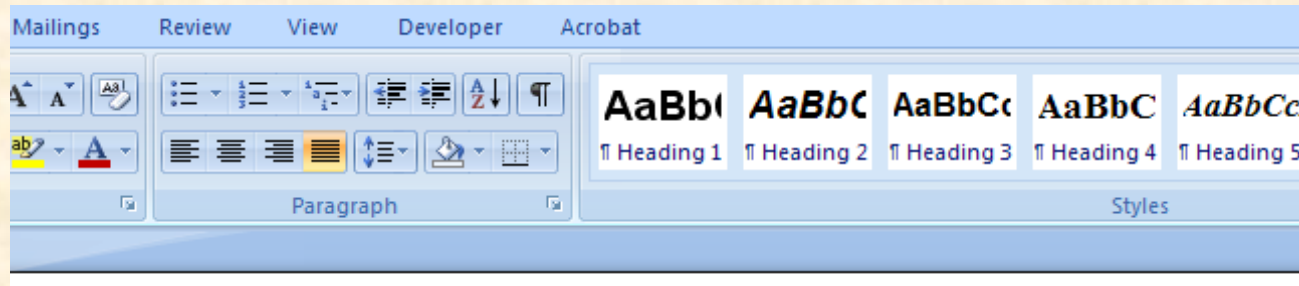 Mailings Review View Developer Acrobat
AaBb AaBbC AaBbCc AaBbC AaBbCc
¶ Heading 1 ¶ Heading 2 ¶ Heading 3 ¶ Heading 4 ¶ Heading 5
Paragraph Styles